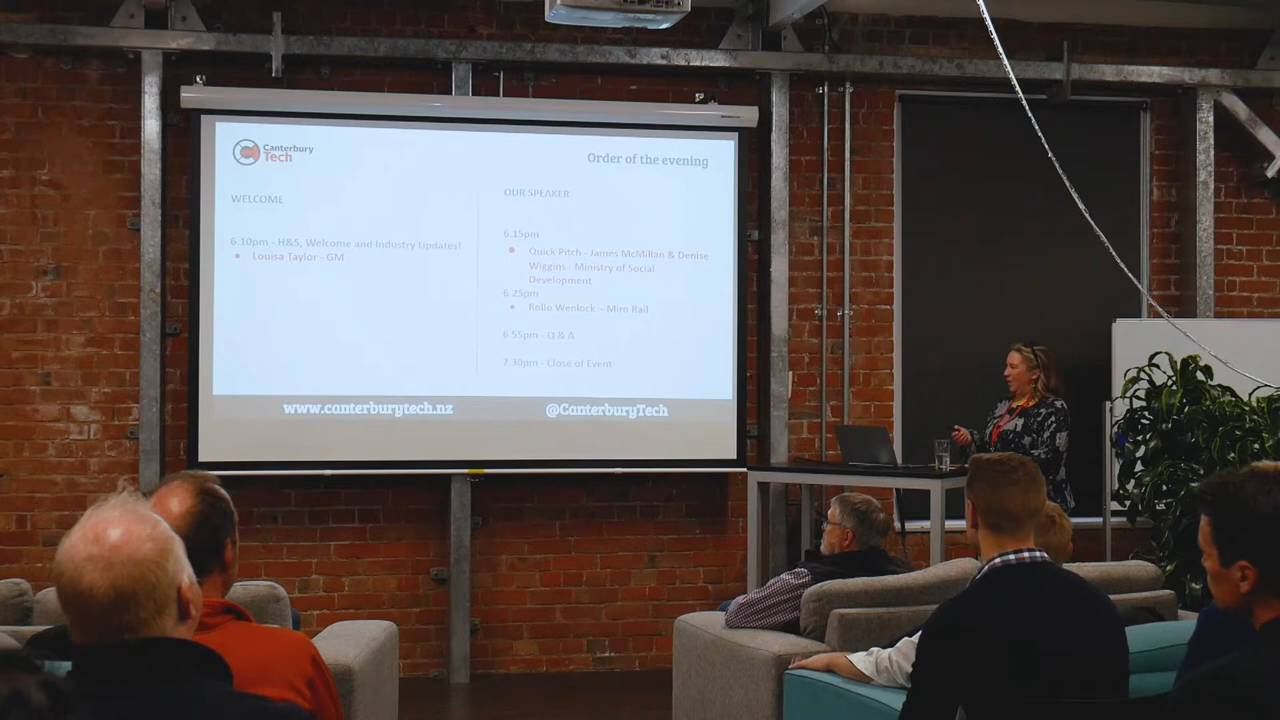 Canterbury
Tech
Order of the evening
WELCOME
6.10pm - H&S, Welcome and Industry Updates!
• Louisa Taylor - GM
OUR SPEAKER
6.15pm
• Quick Pitch - James McMillan & Denise
Wiggins - Ministry of Social
Development
6.25pm
• Rollo Wenlock - Miro Rail
6.55pm - Q & A
7.30pm - Close of Event
www.canterburytech.nz
@CanterburyTech